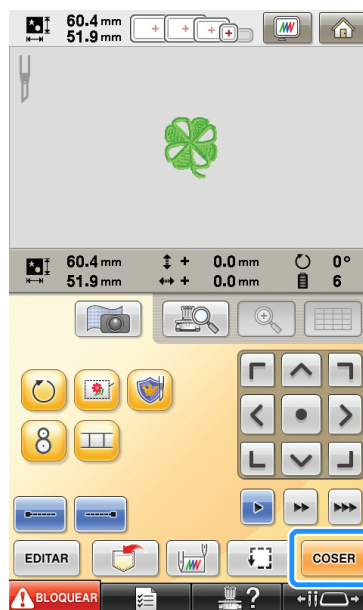 60.4 mm
51.9 mm
60.4 mm + 0.0 mm 0°
51.9 mm + 0.0 mm 6
EDITAR COSER
BLOQUEAR ?